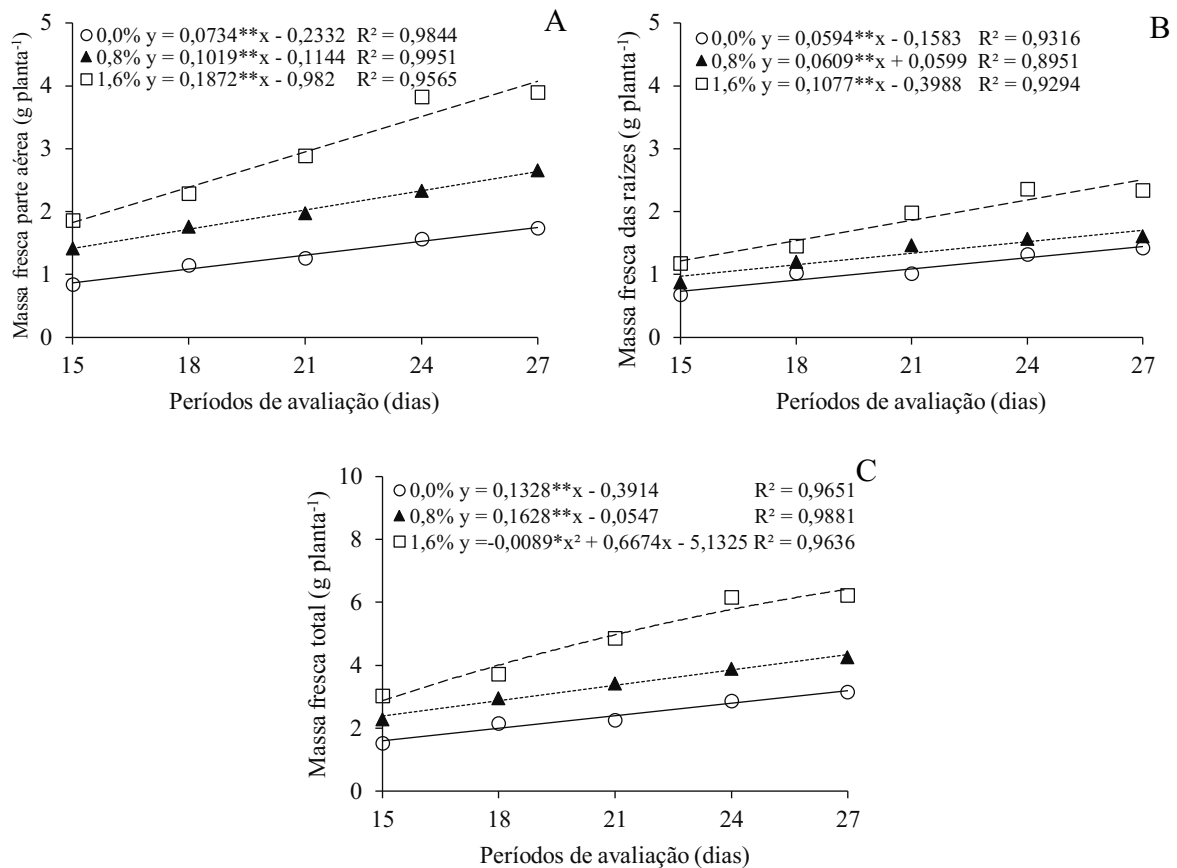 A
0,0% y = 0,0734**x - 0,2332 R² = 0,9844
0,8% y = 0,1019**x - 0,1144 R² = 0,9951
1,6% y = 0,1872**x - 0,982 R² = 0,9565
Massa fresca parte aérea (g planta⁻¹)
5
4
3
2
1
0
15 18 21 24 27
Períodos de avaliação (dias)
B
0,0% y = 0,0594**x - 0,1583 R² = 0,9316
0,8% y = 0,0609**x + 0,0599 R² = 0,8951
1,6% y = 0,1077**x - 0,3988 R² = 0,9294
Massa fresca das raízes (g planta⁻¹)
5
4
3
2
1
0
15 18 21 24 27
Períodos de avaliação (dias)
C
0,0% y = 0,1328**x - 0,3914 R² = 0,9651
0,8% y = 0,1628**x - 0,0547 R² = 0,9881
1,6% y =-0,0089*x² + 0,6674x - 5,1325 R² = 0,9636
Massa fresca total (g planta⁻¹)
10
8
6
4
2
0
15 18 21 24 27
Períodos de avaliação (dias)